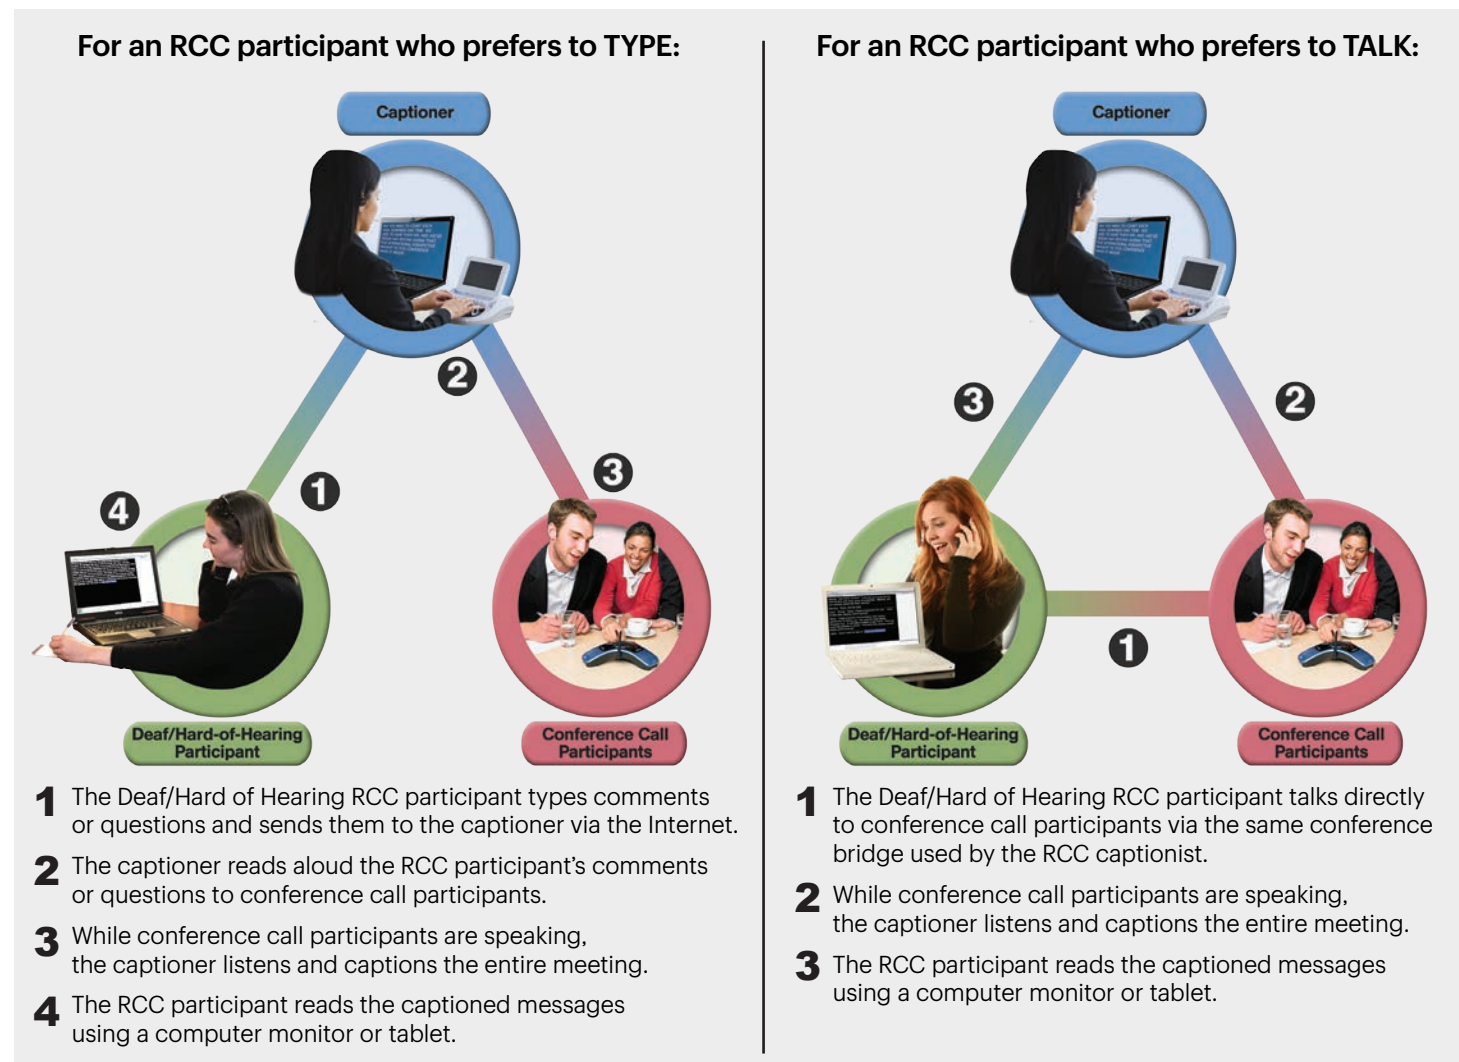 For an RCC participant who prefers to TYPE:
Captioner
2
3
1
4
Deaf/Hard-of-Hearing
Participant
Conference Call
Participants
1 The Deaf/Hard of Hearing RCC participant types comments
or questions and sends them to the captioner via the Internet.
2 The captioner reads aloud the RCC participant’s comments
or questions to conference call participants.
3 While conference call participants are speaking,
the captioner listens and captions the entire meeting.
4 The RCC participant reads the captioned messages
using a computer monitor or tablet.
For an RCC participant who prefers to TALK:
Captioner
3
2
1
Deaf/Hard-of-Hearing
Participant
Conference Call
Participants
1 The Deaf/Hard of Hearing RCC participant talks directly
to conference call participants via the same conference
bridge used by the RCC captionist.
2 While conference call participants are speaking,
the captioner listens and captions the entire meeting.
3 The RCC participant reads the captioned messages
using a computer monitor or tablet.